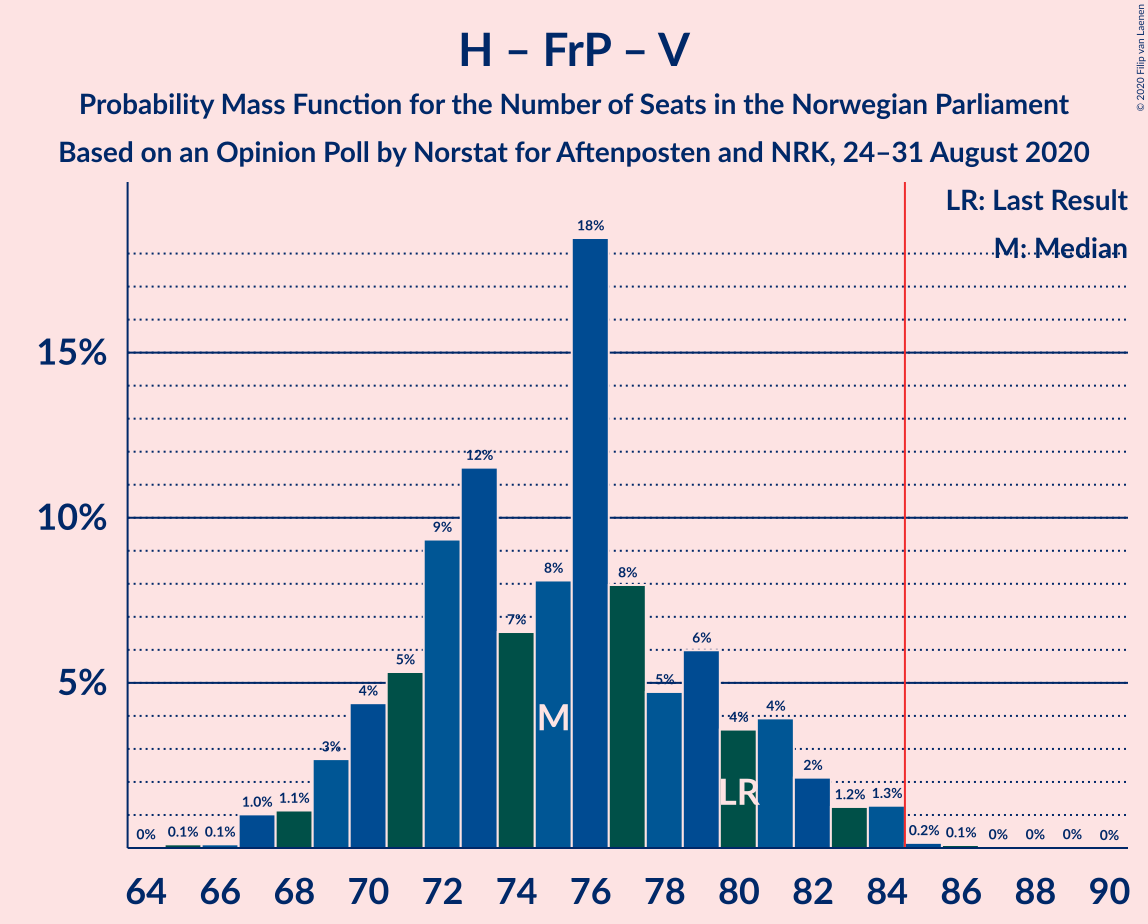 H – FrP – V
Probability Mass Function for the Number of Seats in the Norwegian Parliament
Based on an Opinion Poll by Norstat for Aftenposten and NRK, 24–31 August 2020
© 2020 Filip van Laenen
LR: Last Result
M: Median
15%
10%
5%
0% 0.1% 0.1% 1.0% 1.1% 3% 4% 5% 9% 12% 7% 8% 18% 8% 5% 6% 4% 4% 2% 1.2% 1.3% 0.2% 0.1% 0% 0% 0% 0%
M
LR
64 66 68 70 72 74 76 78 80 82 84 86 88 90